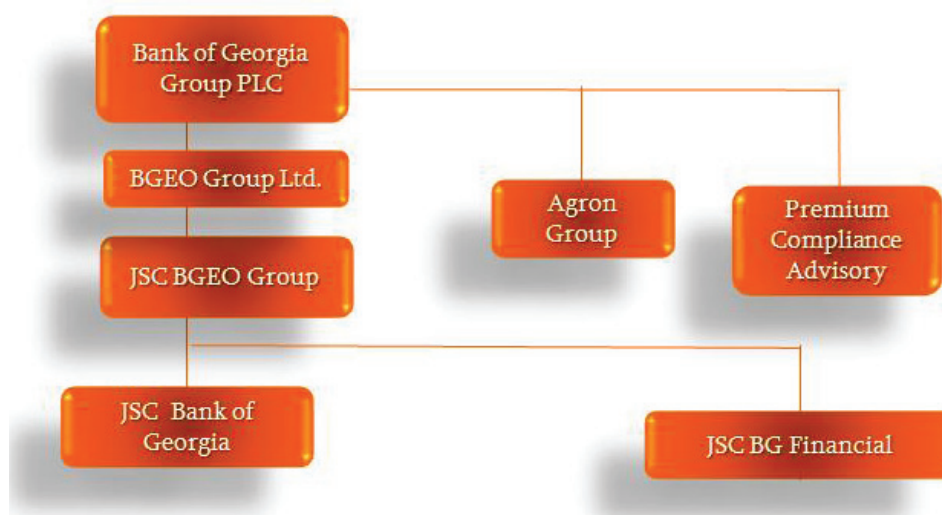 Bank of Georgia
Group PLC
BGEO Group Ltd.
Agron
Group
Premium
Compliance
Advisory
JSC BGEO Group
JSC Bank of
Georgia
JSC BG Financial